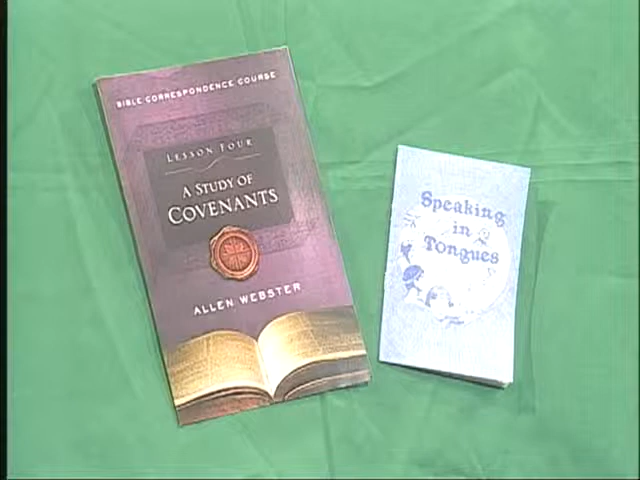 BIBLE CORRESPONDENCE COURSE
LESSON FOUR
A STUDY OF
COVENANTS
ALLEN WEBSTER
Speaking
in
Tongues